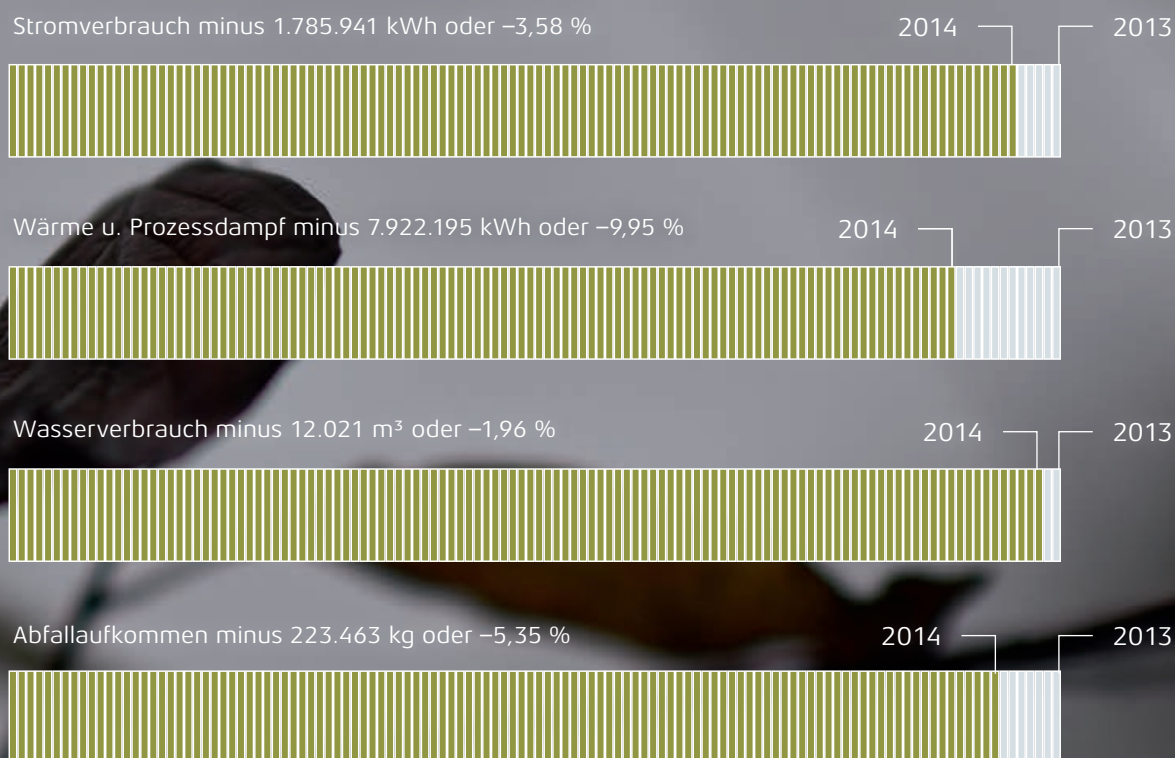 Stromverbrauch minus 1.785.941 kWh oder –3,58 % 2014 2013
Wärme u. Prozessdampf minus 7.922.195 kWh oder –9,95 % 2014 2013
Wasserverbrauch minus 12.021 m³ oder –1,96 % 2014 2013
Abfallaufkommen minus 223.463 kg oder –5,35 % 2014 2013